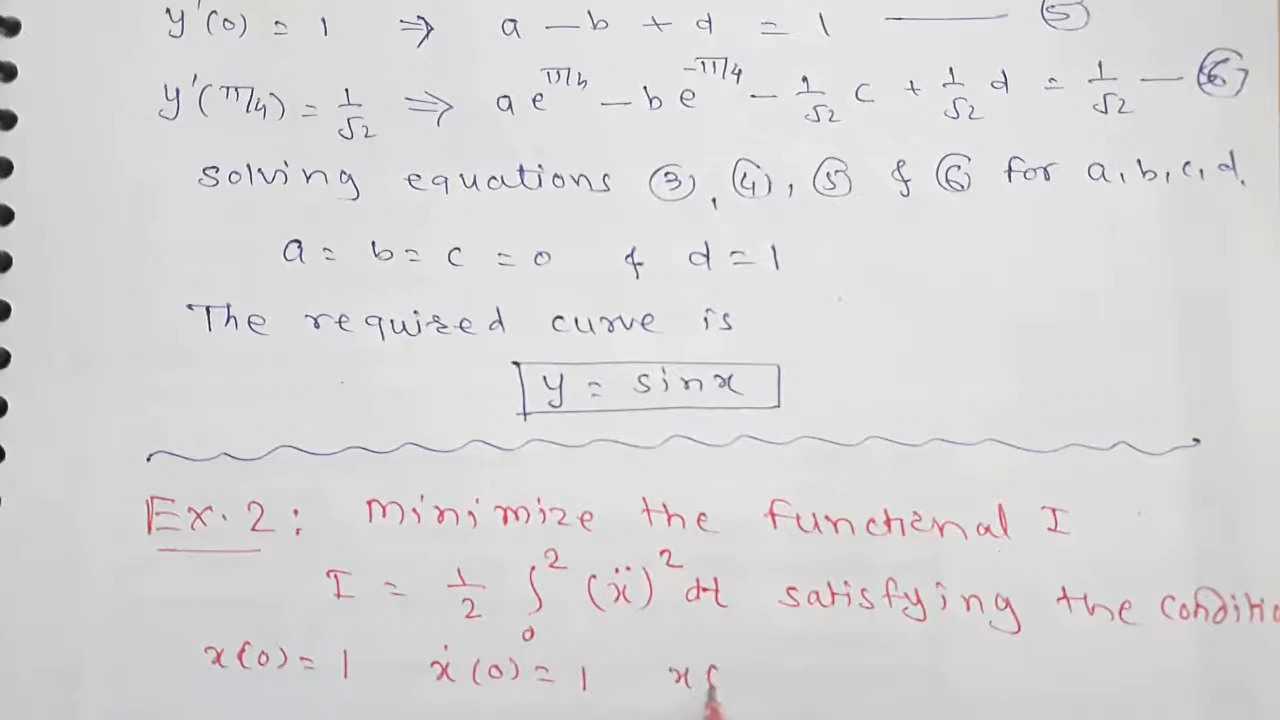 y'(0) = 1 ⇒ a - b + d = 1 —— ⑤
y'(π/4) = 1/√2 ⇒ a e^π/4 - b e^-π/4 - 1/√2 c + 1/√2 d = 1/√2 — ⑥
solving equations ③, ④, ⑤ & ⑥ for a, b, c, d.
a = b = c = 0 & d = 1
The required curve is
y = sinx
Ex. 2: Minimize the functional I
I = 1/2 ∫₀² (ẍ)² dt satisfying the conditio
x(0) = 1 ẋ(0) = 1 x(